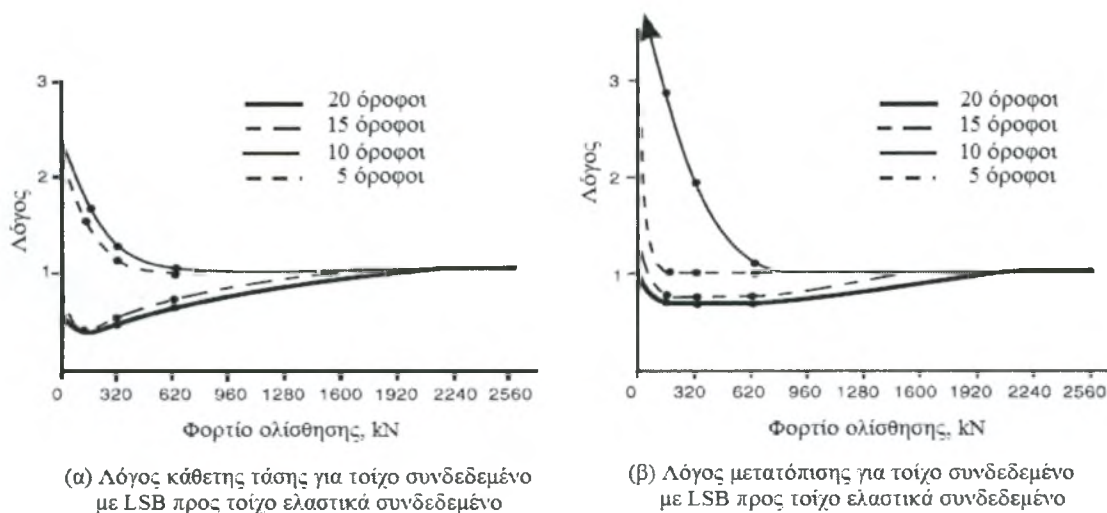 3
2
1
Λόγος
20 όροφοι
15 όροφοι
10 όροφοι
5 όροφοι
0 320 620 960 1280 1600 1920 2240 2560
Φορτίο ολίσθησης, kN
(α) Λόγος κάθετης τάσης για τοίχο συνδεδεμένο
με LSB προς τοίχο ελαστικά συνδεδεμένο
3
2
1
Λόγος
20 όροφοι
15 όροφοι
10 όροφοι
5 όροφοι
0 320 620 960 1280 1600 1920 2240 2560
Φορτίο ολίσθησης, kN
(β) Λόγος μετατόπισης για τοίχο συνδεδεμένο
με LSB προς τοίχο ελαστικά συνδεδεμένο